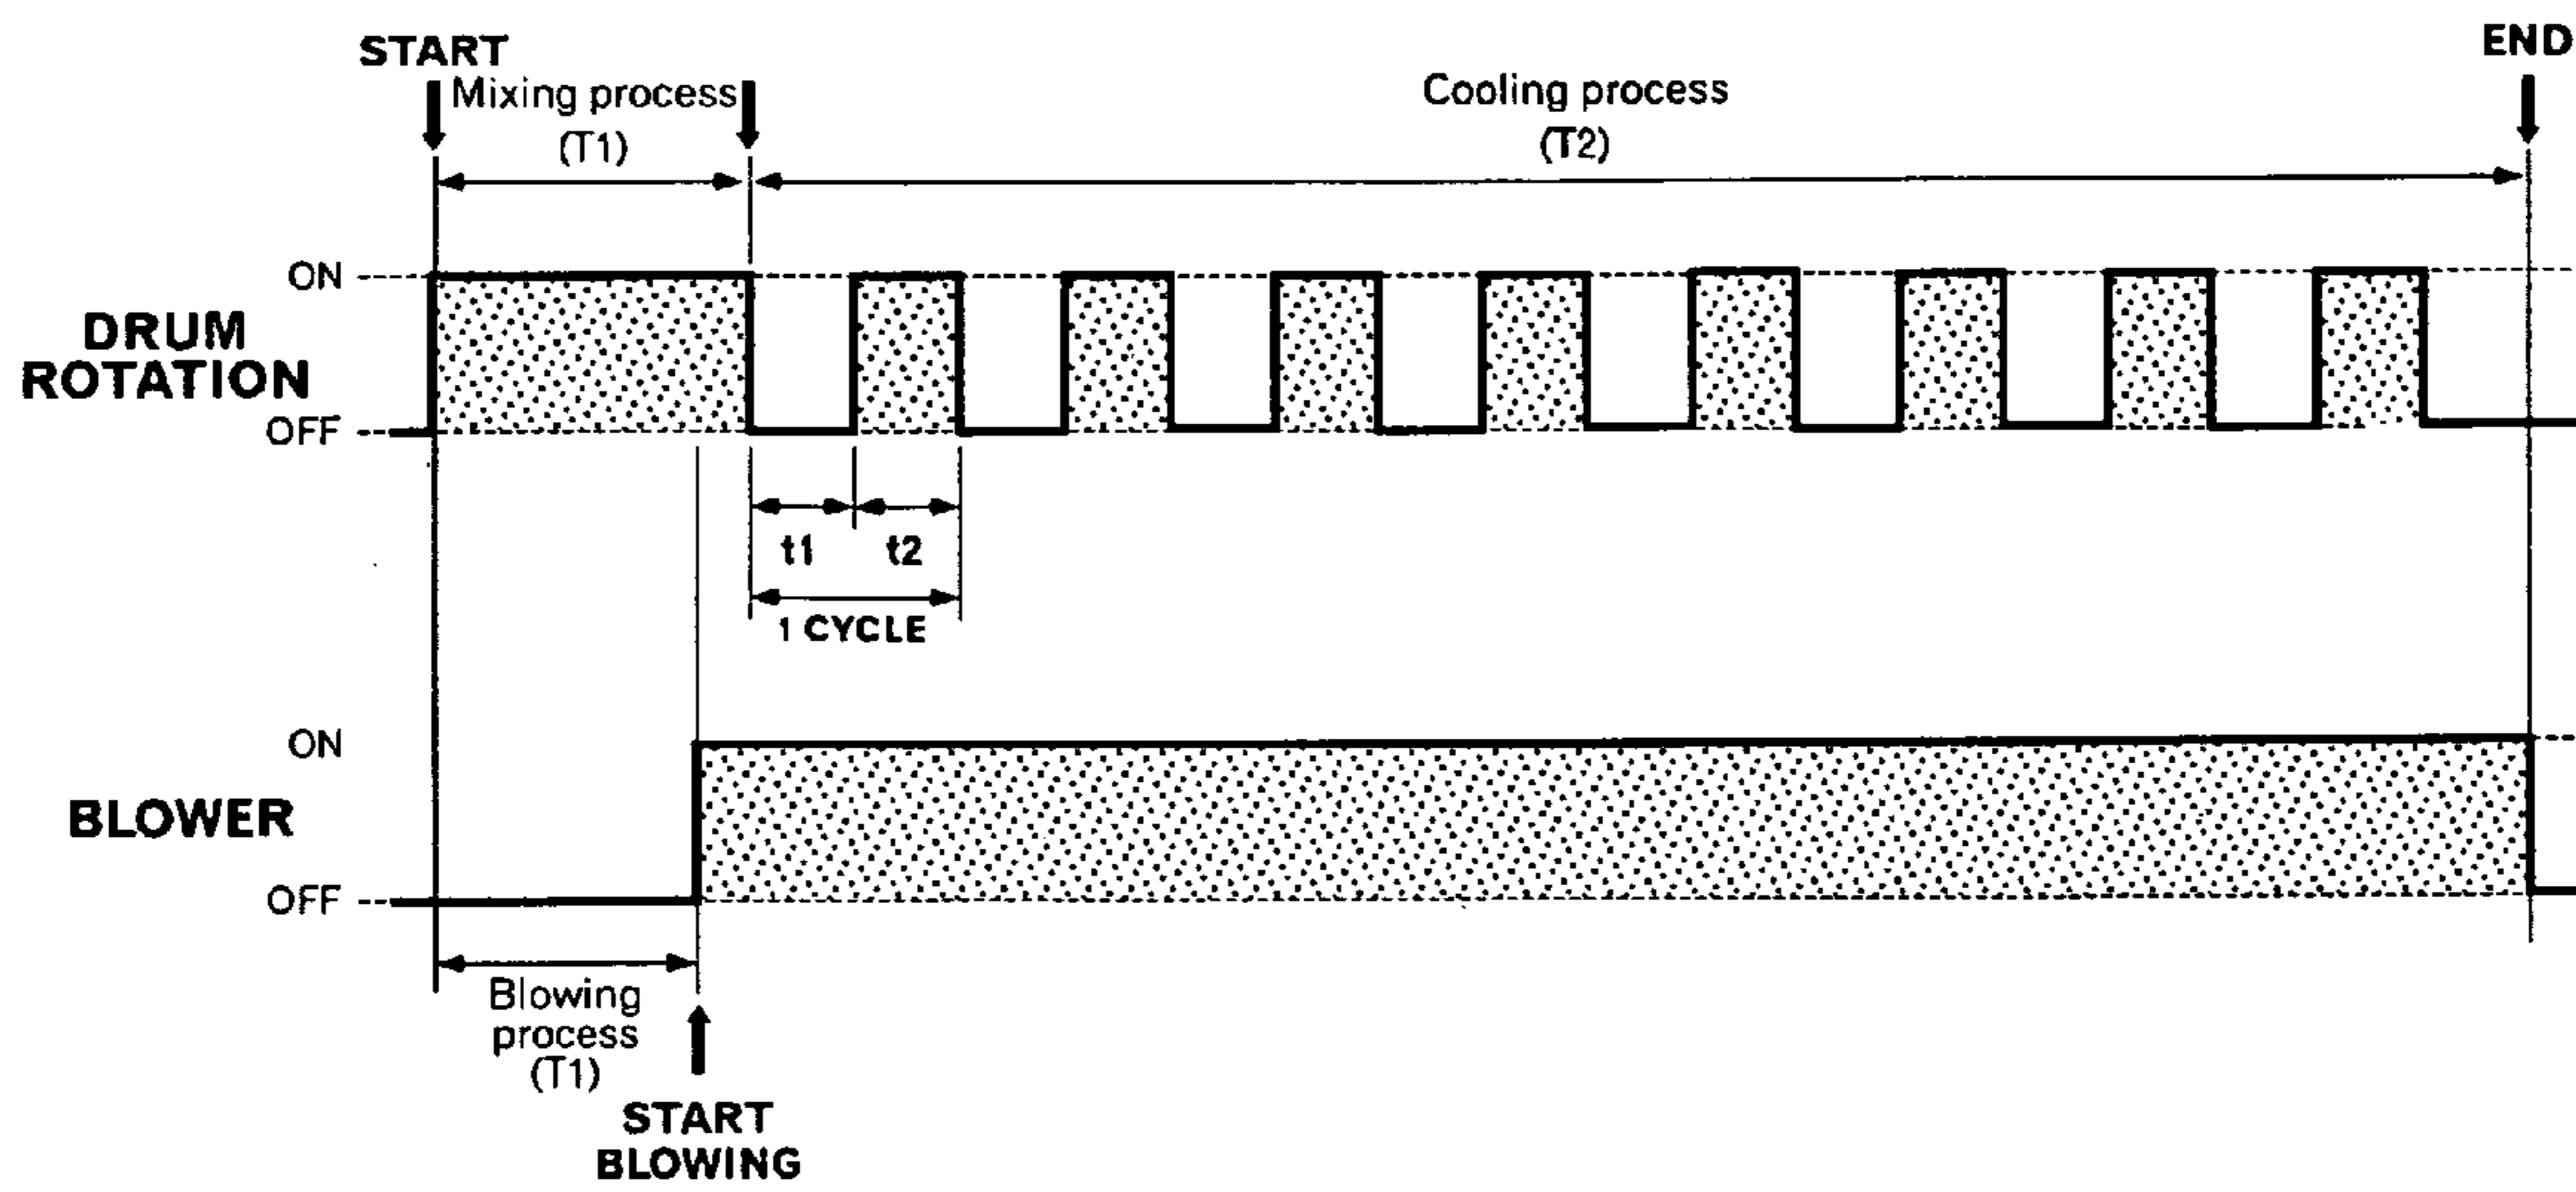 START
END
Mixing process
(T1)
Cooling process
(T2)
ON
DRUM
ROTATION
OFF
t1
t2
1 CYCLE
ON
BLOWER
OFF
Blowing
process
(T1)
START
BLOWING